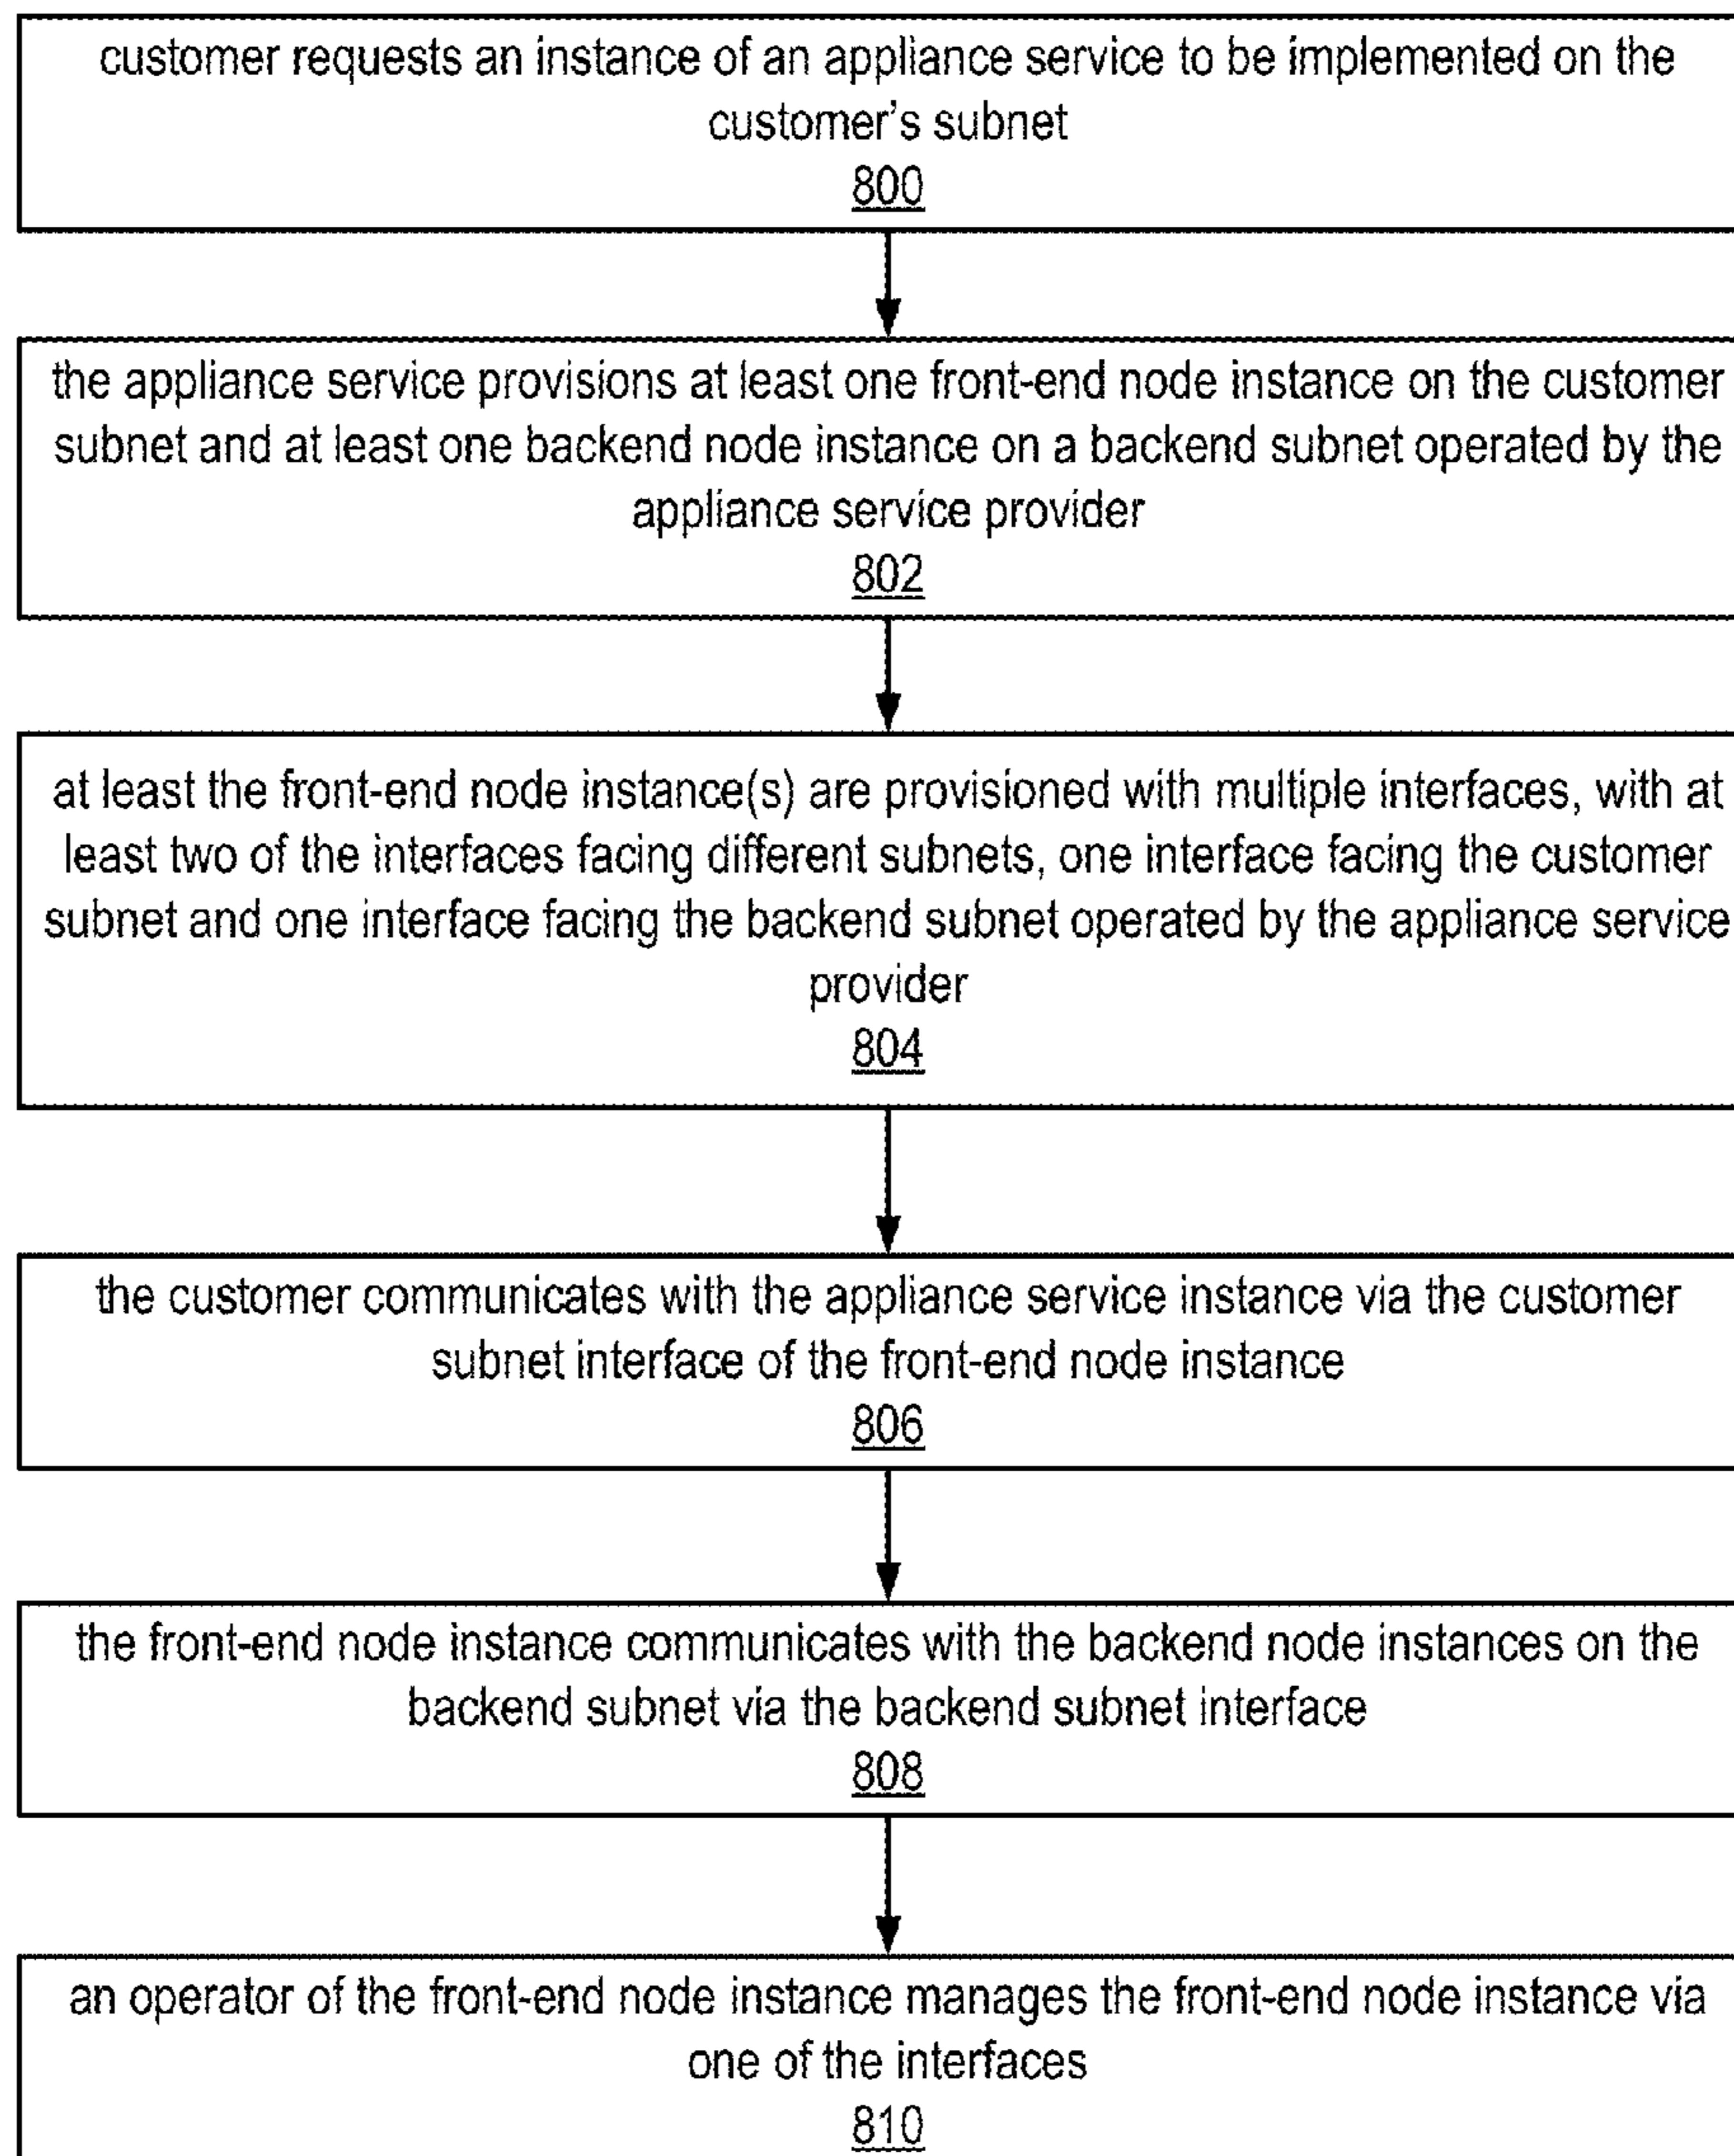 customer requests an instance of an appliance service to be implemented on the
customer's subnet
800
the appliance service provisions at least one front-end node instance on the customer
subnet and at least one backend node instance on a backend subnet operated by the
appliance service provider
802
at least the front-end node instance(s) are provisioned with multiple interfaces, with at
least two of the interfaces facing different subnets, one interface facing the customer
subnet and one interface facing the backend subnet operated by the appliance service
provider
804
the customer communicates with the appliance service instance via the customer
subnet interface of the front-end node instance
806
the front-end node instance communicates with the backend node instances on the
backend subnet via the backend subnet interface
808
an operator of the front-end node instance manages the front-end node instance via
one of the interfaces
810